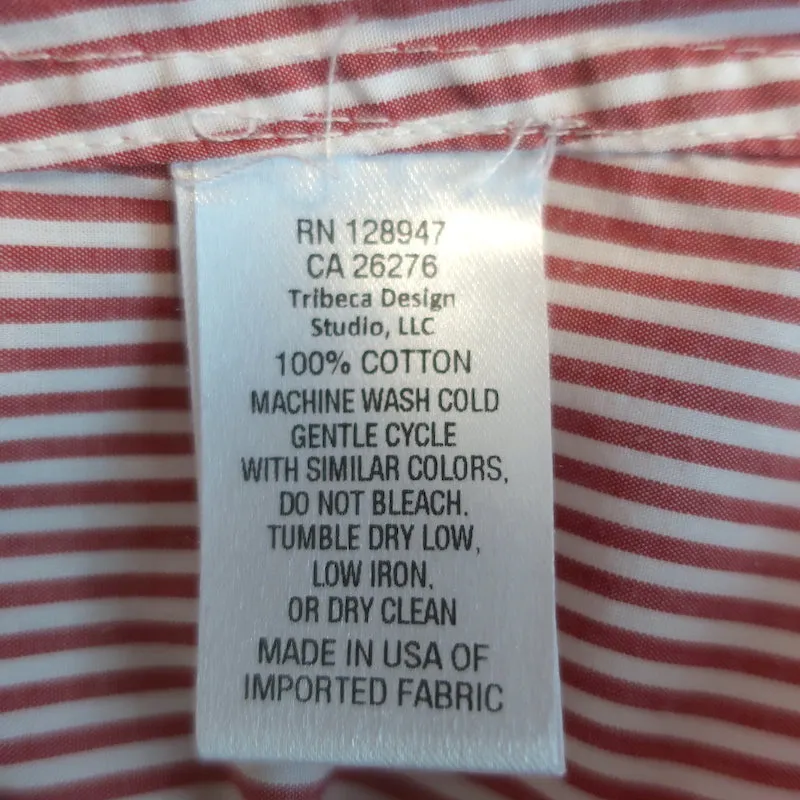 RN 128947
CA 26276
Tribeca Design
Studio, LLC
100% COTTON
MACHINE WASH COLD
GENTLE CYCLE
WITH SIMILAR COLORS,
DO NOT BLEACH.
TUMBLE DRY LOW,
LOW IRON,
OR DRY CLEAN
MADE IN USA OF
IMPORTED FABRIC